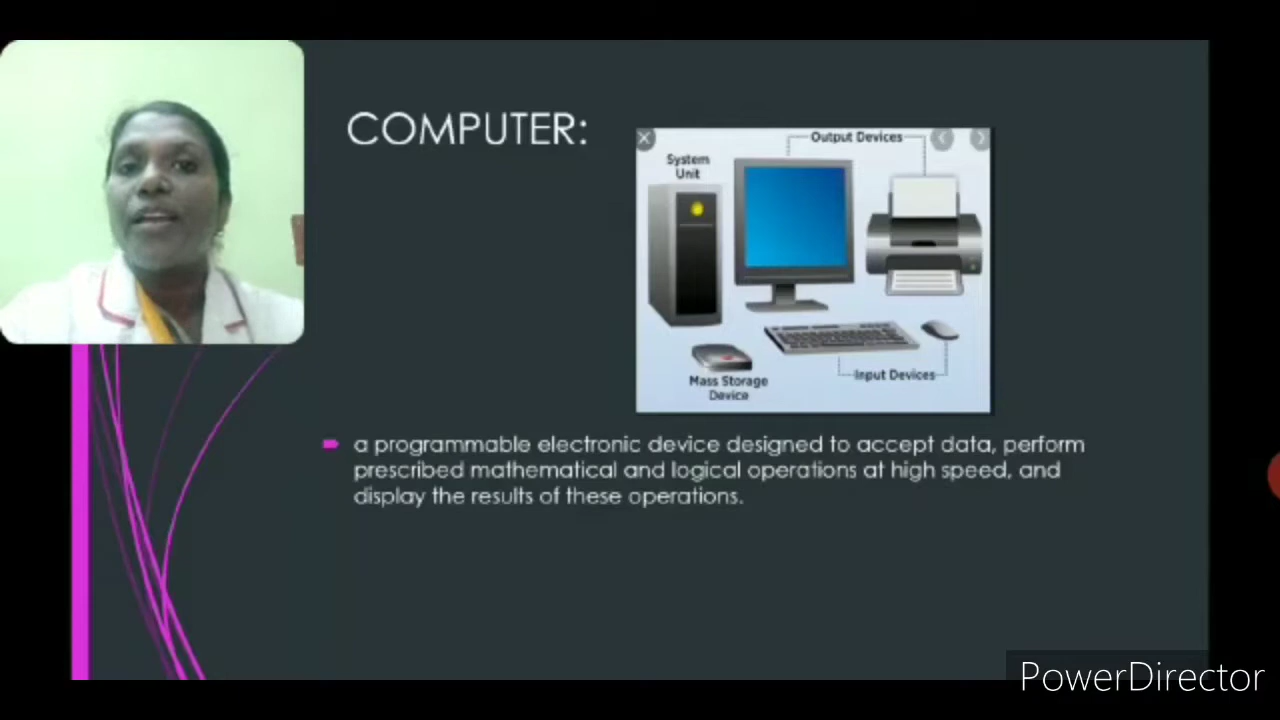 COMPUTER:
Output Devices
System
Unit
Mass Storage
Device
Input Devices
a programmable electronic device designed to accept data, perform
prescribed mathematical and logical operations at high speed, and
display the results of these operations.
PowerDirector